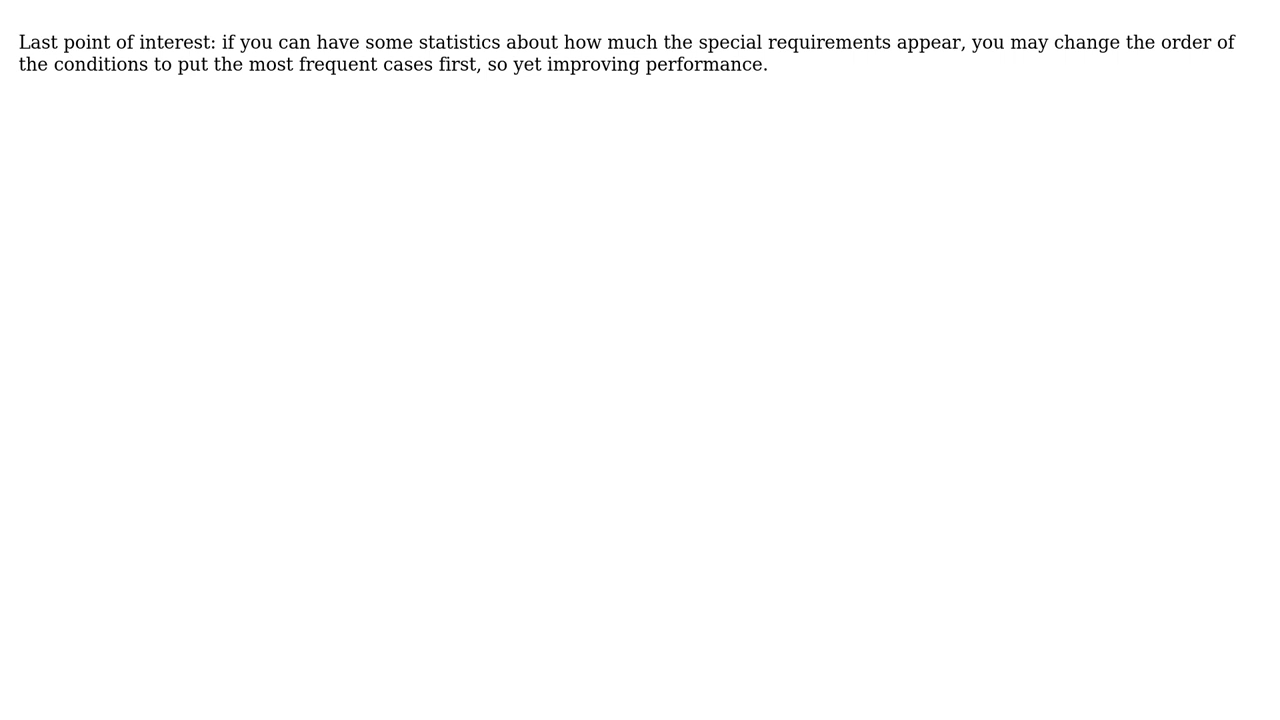 Last point of interest: if you can have some statistics about how much the special requirements appear, you may change the order of
the conditions to put the most frequent cases first, so yet improving performance.